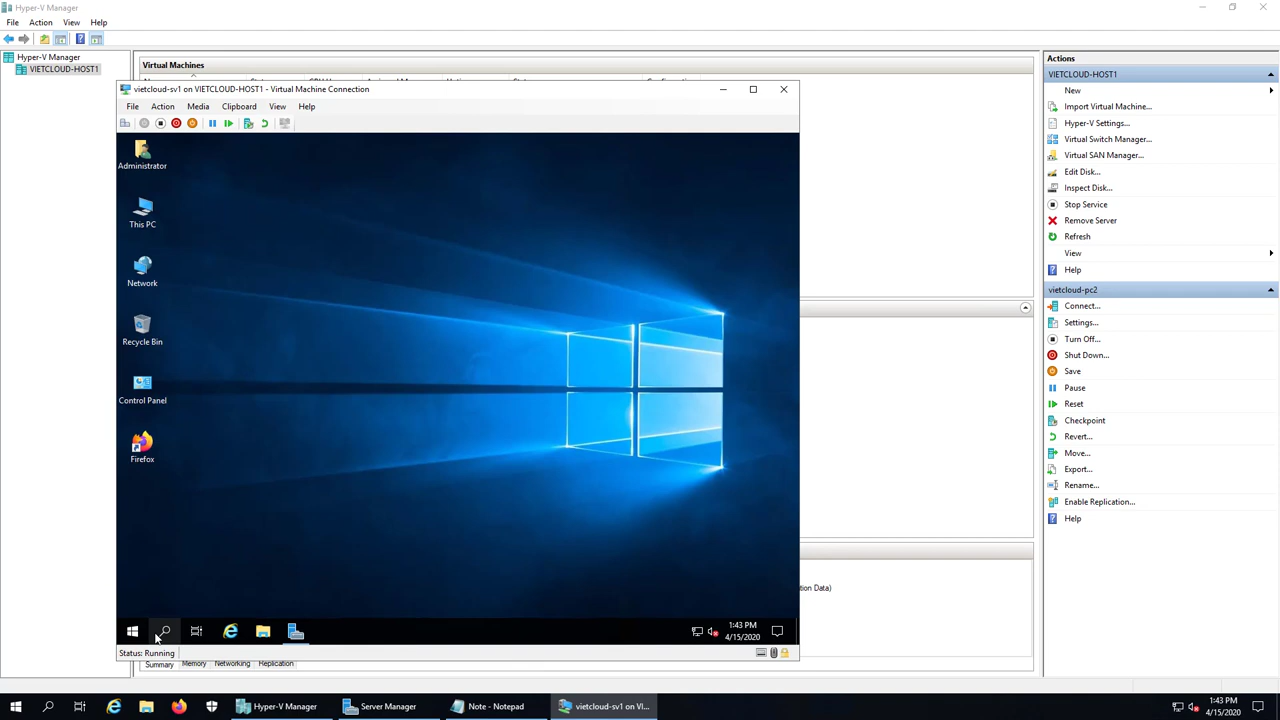 Hyper-V Manager
File Action View Help
Hyper-V Manager
VIETCLOUD-HOST1
Virtual Machines
vietcloud-sv1 on VIETCLOUD-HOST1 - Virtual Machine Connection
File Action Media Clipboard View Help
Administrator
This PC
Network
Recycle Bin
Control Panel
Firefox
1:43 PM
4/15/2020
Status: Running
tion Data)
Summary Memory Networking Replication
Actions
VIETCLOUD-HOST1
New
Import Virtual Machine...
Hyper-V Settings...
Virtual Switch Manager...
Virtual SAN Manager...
Edit Disk...
Inspect Disk...
Stop Service
Remove Server
Refresh
View
Help
vietcloud-pc2
Connect...
Settings...
Turn Off...
Shut Down...
Save
Pause
Reset
Checkpoint
Revert...
Move...
Export...
Rename...
Enable Replication...
Help
Hyper-V Manager
Server Manager
Note - Notepad
vietcloud-sv1 on VI...
1:43 PM
4/15/2020